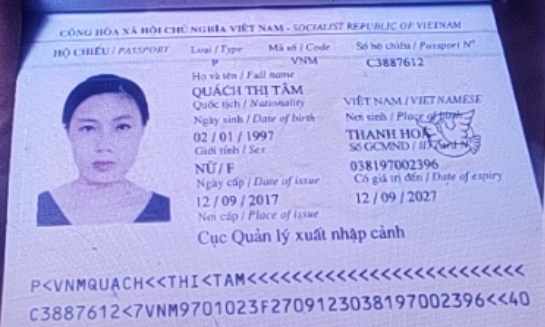 CỘNG HÒA XÃ HỘI CHỦ NGHĨA VIỆT NAM - SOCIALIST REPUBLIC OF VIETNAM
HỘ CHIẾU / PASSPORT Loại / Type Mã số / Code Số hộ chiếu / Passport Nº
P VNM C3887612
Họ và tên / Full name
QUÁCH THỊ TÂM
Quốc tịch / Nationality VIỆT NAM / VIETNAMESE
Ngày sinh / Date of birth Nơi sinh / Place of birth
02 / 01 / 1997 THANH HOÁ
Giới tính / Sex Số GCMND / ID
NỮ / F 038197002396
Ngày cấp / Date of issue Có giá trị đến / Date of expiry
12 / 09 / 2017 12 / 09 / 2027
Nơi cấp / Place of issue
Cục Quản lý xuất nhập cảnh
P<VNMQUACH<<THI<TAM<<<<<<<<<<<<<<<<<<<<<<<<<
C3887612<7VNM9701023F2709123038197002396<<40